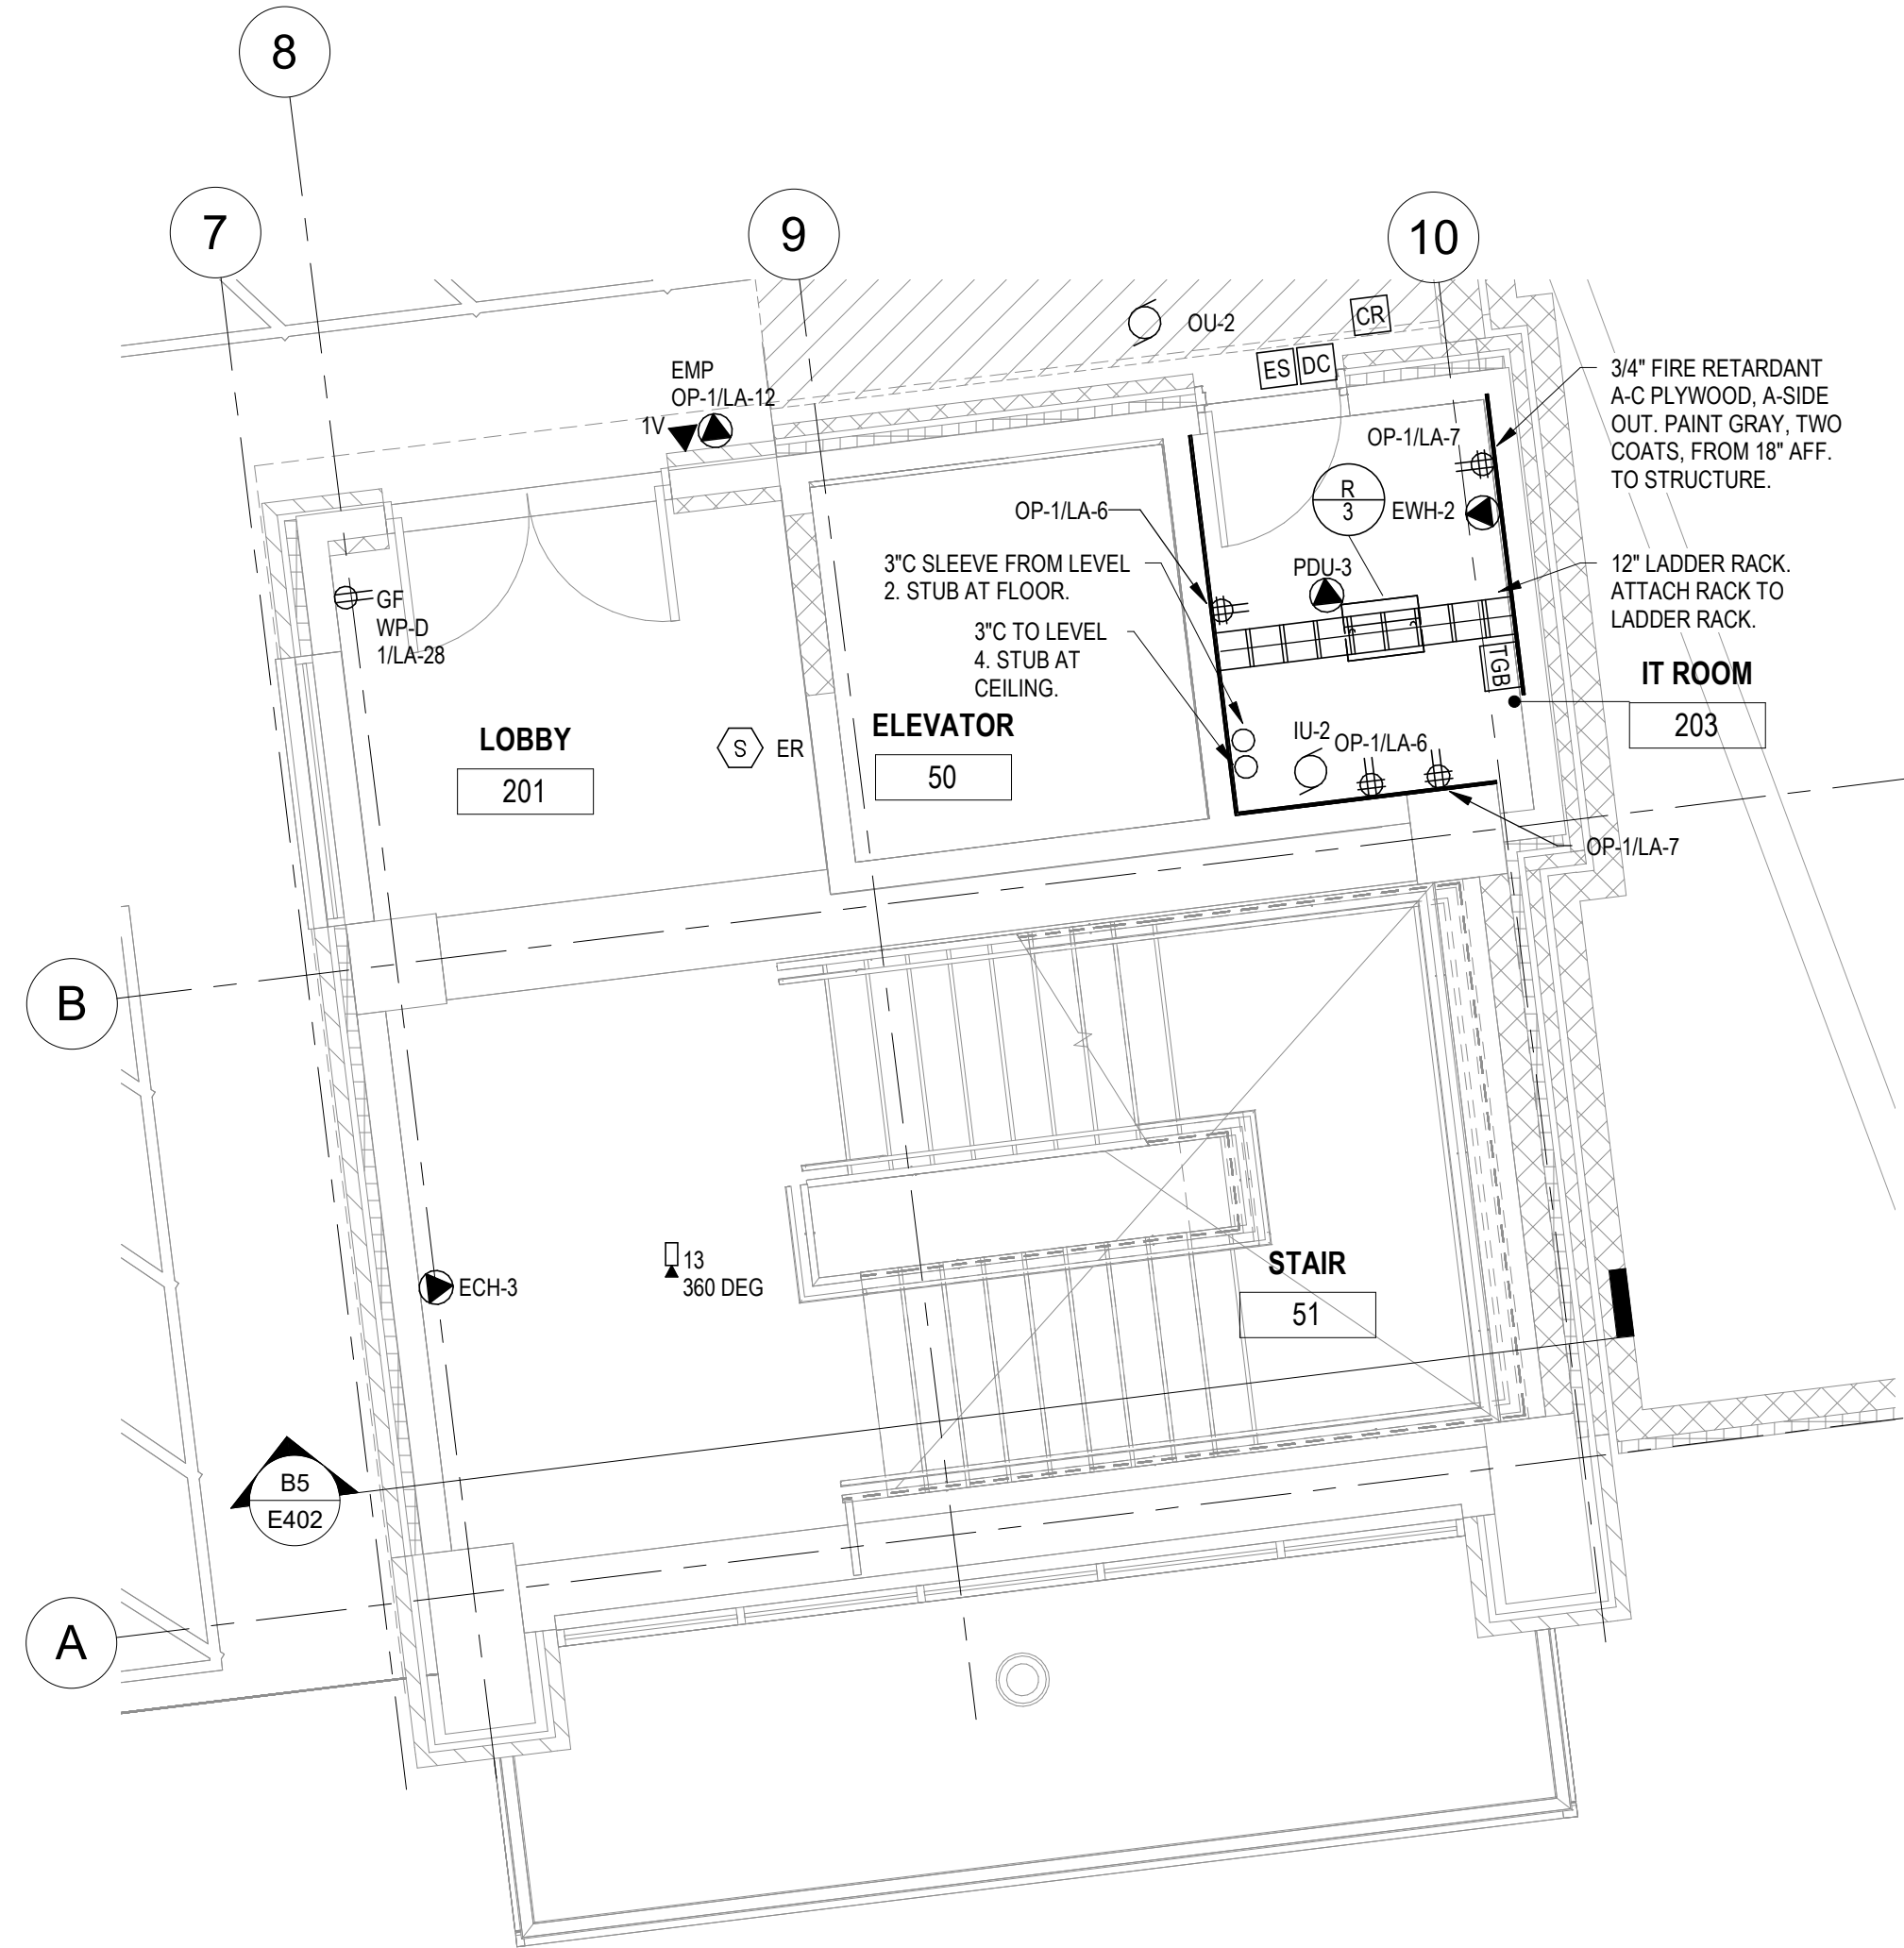 8
7
9
10
OU-2
CR
ES
DC
EMP
OP-1/LA-12
1V
3/4" FIRE RETARDANT
A-C PLYWOOD, A-SIDE
OUT. PAINT GRAY, TWO
COATS, FROM 18" AFF.
TO STRUCTURE.
OP-1/LA-7
R
3
EWH-2
OP-1/LA-6
3"C SLEEVE FROM LEVEL
2. STUB AT FLOOR.
PDU-3
12" LADDER RACK.
ATTACH RACK TO
LADDER RACK.
GF
WP-D
1/LA-28
3"C TO LEVEL
4. STUB AT
CEILING.
TGB
IT ROOM
203
LOBBY
201
S
ER
ELEVATOR
50
IU-2
OP-1/LA-6
OP-1/LA-7
B
13
360 DEG
ECH-3
STAIR
51
B5
E402
A